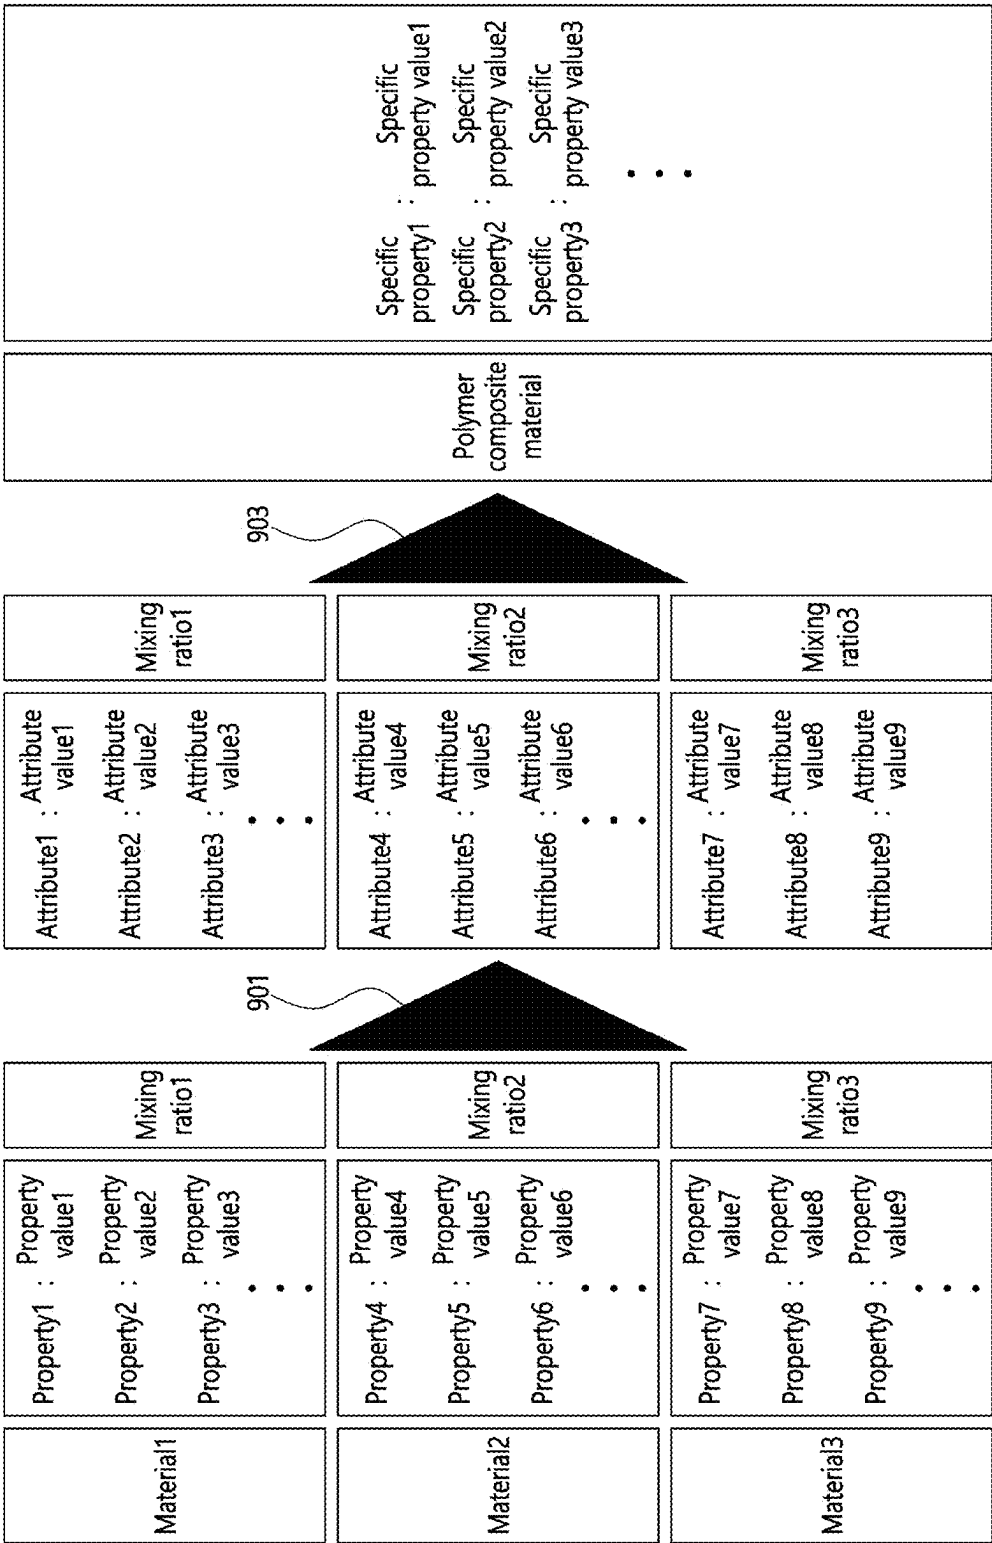 Material1
Property1 : Property
value1
Property2 : Property
value2
Property3 : Property
value3
Mixing
ratio1
Material2
Property4 : Property
value4
Property5 : Property
value5
Property6 : Property
value6
Mixing
ratio2
Material3
Property7 : Property
value7
Property8 : Property
value8
Property9 : Property
value9
Mixing
ratio3
901
Attribute1 : Attribute
value1
Attribute2 : Attribute
value2
Attribute3 : Attribute
value3
Mixing
ratio1
Attribute4 : Attribute
value4
Attribute5 : Attribute
value5
Attribute6 : Attribute
value6
Mixing
ratio2
Attribute7 : Attribute
value7
Attribute8 : Attribute
value8
Attribute9 : Attribute
value9
Mixing
ratio3
903
Polymer
composite
material
Specific Specific
property1 : property value1
Specific Specific
property2 : property value2
Specific Specific
property3 : property value3